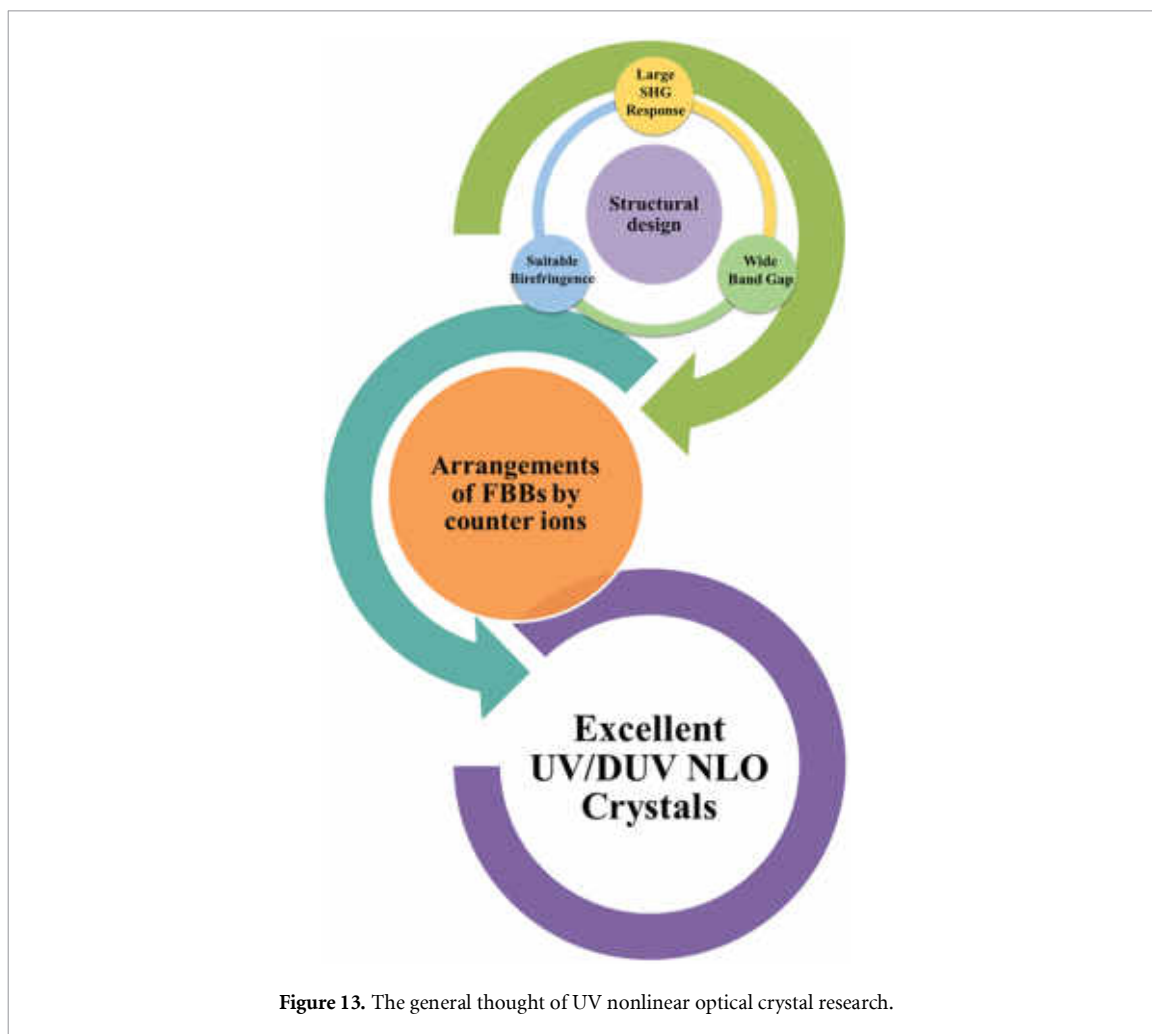 Large
SHG
Response
Structural
design
Suitable
Birefringence
Wide
Band Gap
Arrangements
of FBBs by
counter ions
Excellent
UV/DUV NLO
Crystals
Figure 13. The general thought of UV nonlinear optical crystal research.